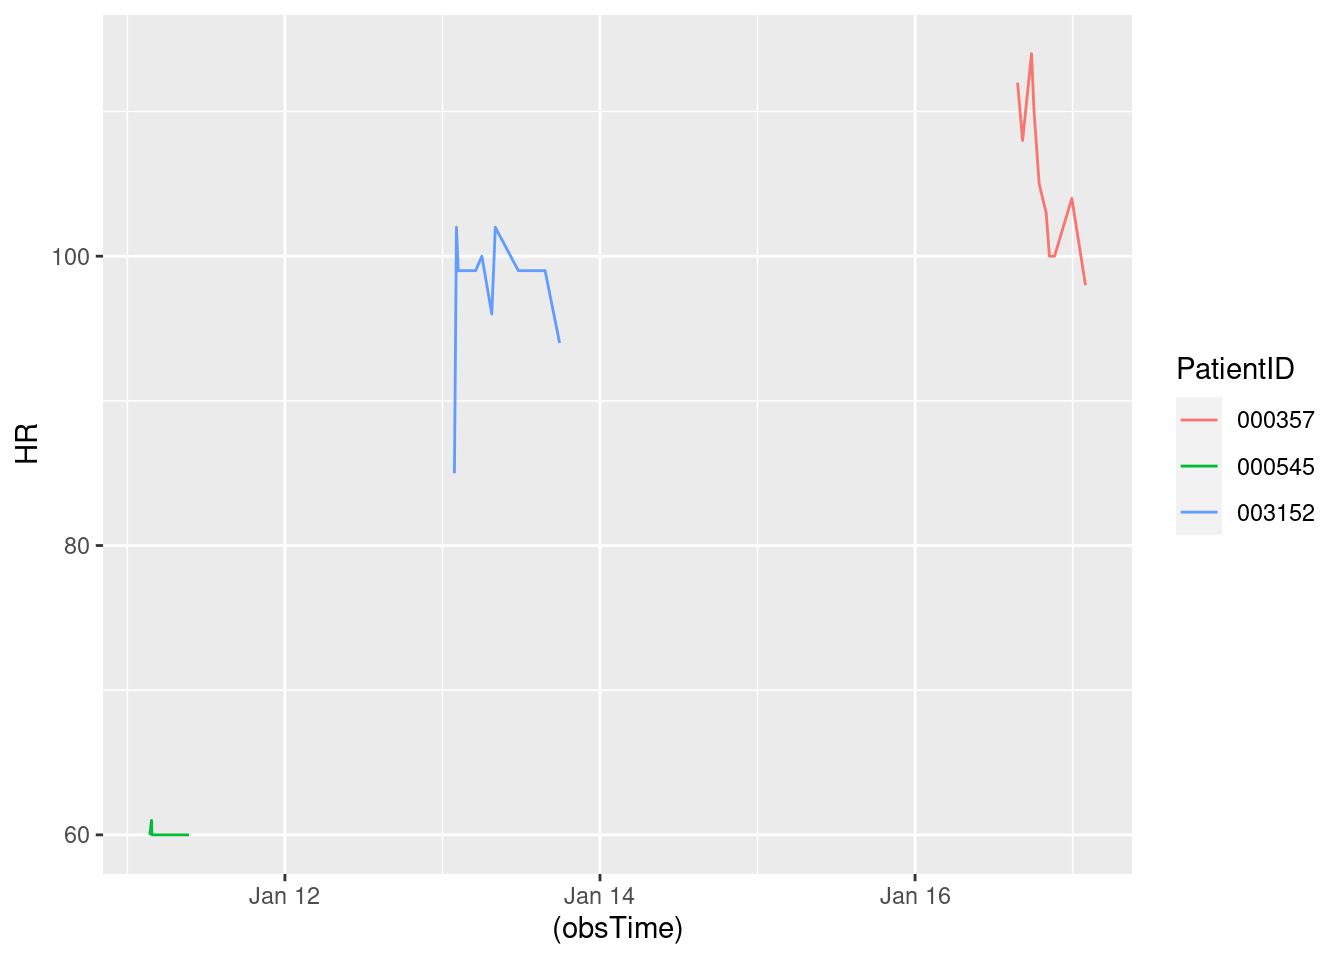 HR
100
80
60
Jan 12
Jan 14
Jan 16
(obsTime)
PatientID
000357
000545
003152